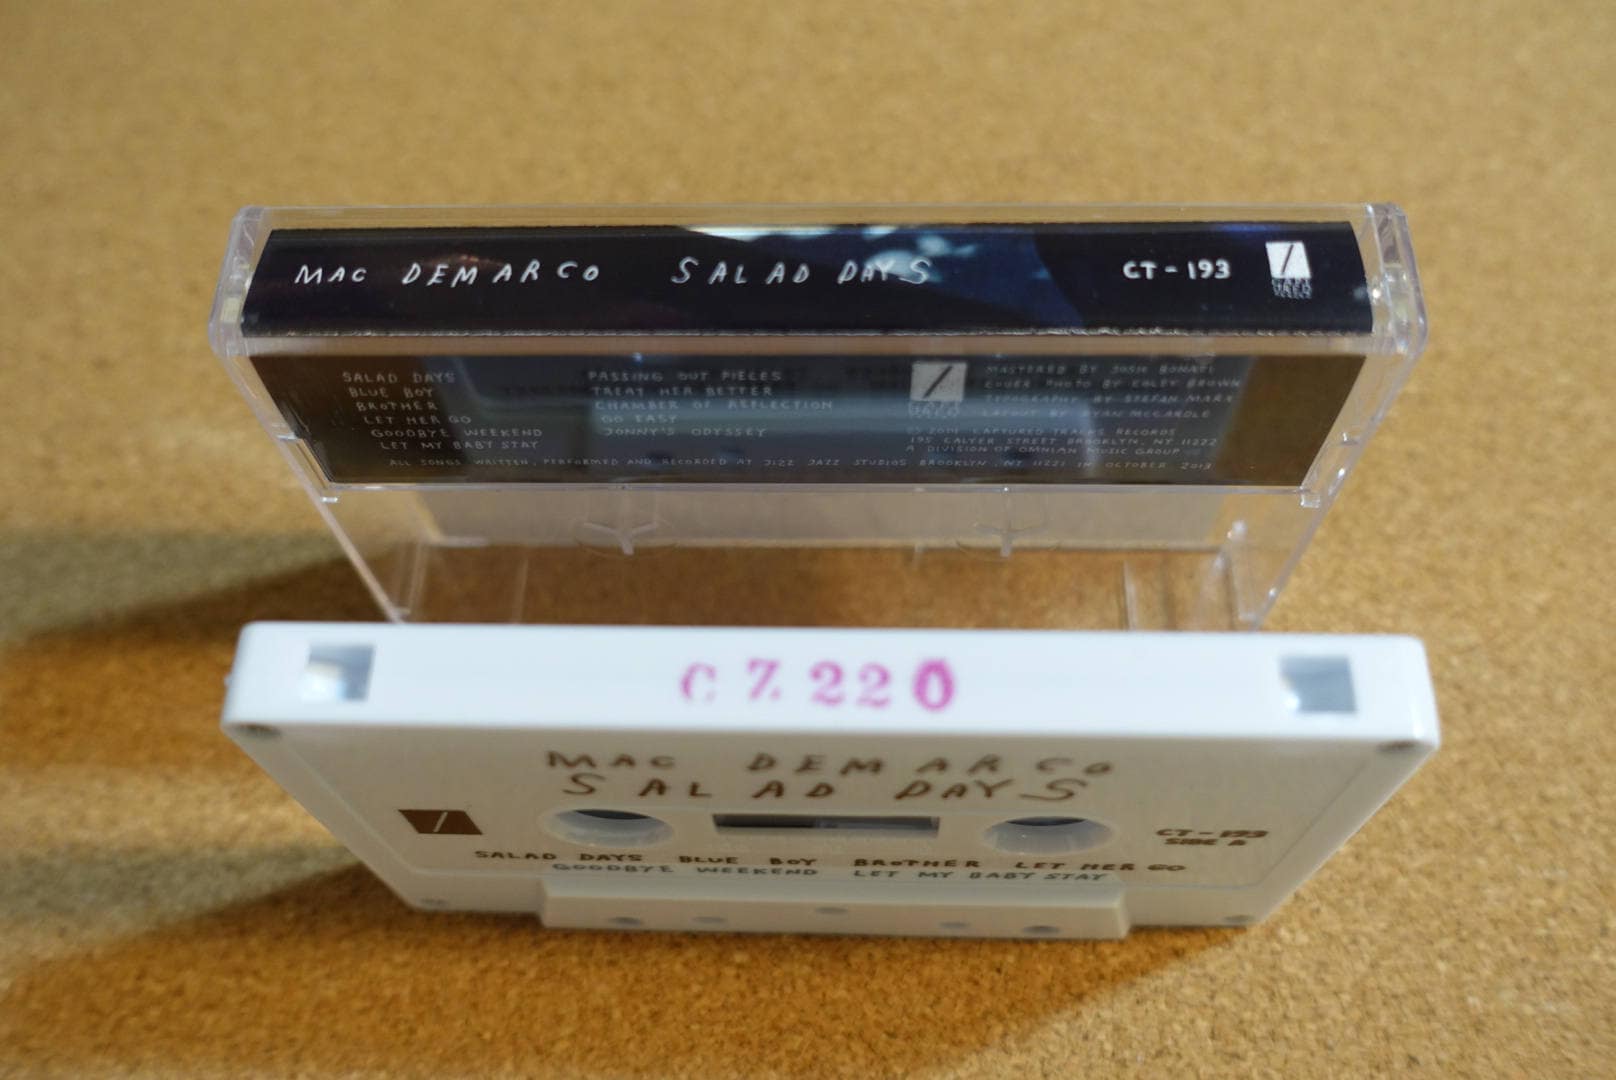 MAC DEMARCO SALAD DAYS CT-193
SALAD DAYS
BLUE BOY
BROTHER
LET HER GO
GOODBYE WEEKEND
LET MY BABY STAY
PASSING OUT PIECES
TREAT HER BETTER
CHAMBER OF REFLECTION
GO EASY
JONNY'S ODYSSEY
MASTERED BY JOSH BONATI
COVER PHOTO BY COLEY BROWN
TYPOGRAPHY BY STEFAN MARX
LAYOUT BY RYAN MCCARDLE
CAPTURED TRACKS RECORDS
195 CALYER STREET BROOKLYN, NY 11222
A DIVISION OF OMNIAN MUSIC GROUP
ALL SONGS WRITTEN, PERFORMED AND RECORDED AT JIZZ JAZZ STUDIOS BROOKLYN, NY 11221 IN OCTOBER 2013
CZ220
MAC DEMARCO
SALAD DAYS
CT-193
SIDE A
SALAD DAYS BLUE BOY BROTHER LET HER GO
GOODBYE WEEKEND LET MY BABY STAY